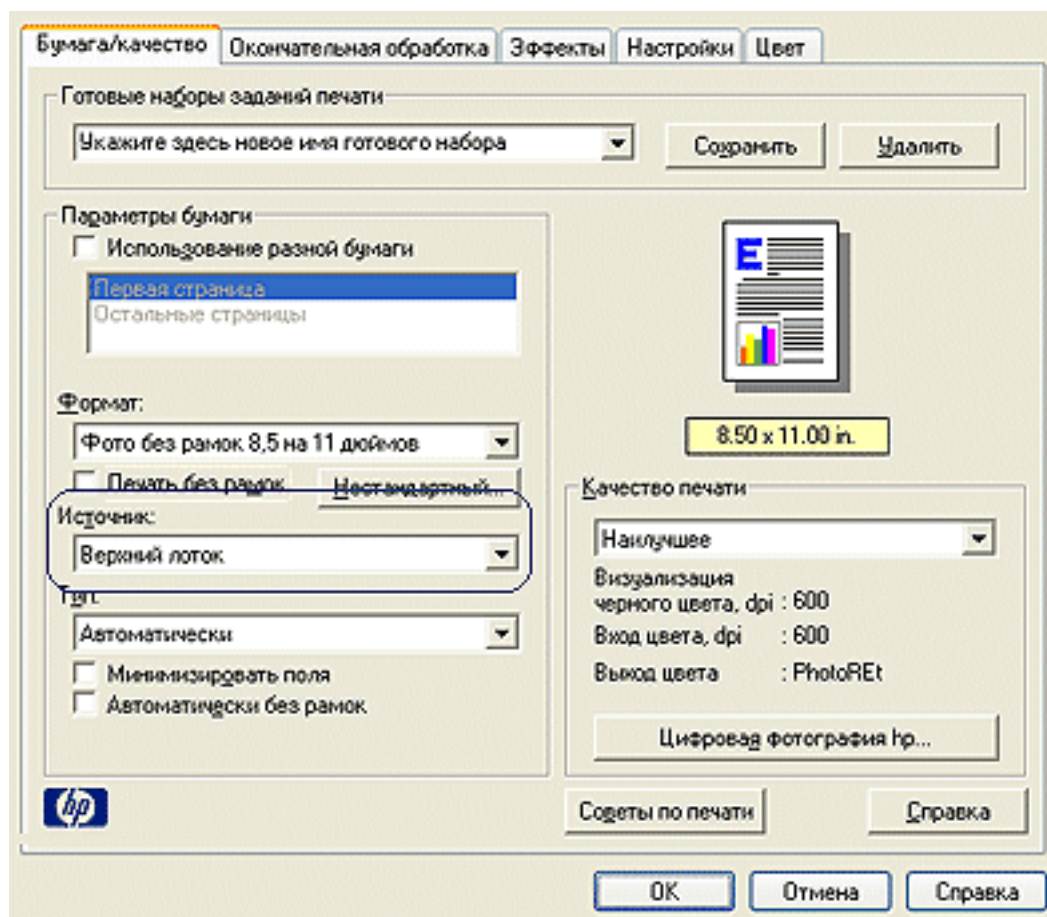 Бумага/качество Окончательная обработка Эффекты Настройки Цвет
Готовые наборы заданий печати
Укажите здесь новое имя готового набора Сохранить Удалить
Параметры бумаги
Использование разной бумаги
Первая страница
Остальные страницы
Формат:
Фото без рамок 8,5 на 11 дюймов
Печать без рамок Нестандартный...
Источник:
Верхний лоток
Тип:
Автоматически
Минимизировать поля
Автоматически без рамок
E
8.50 x 11.00 in.
Качество печати
Наилучшее
Визуализация
черного цвета, dpi : 600
Вход цвета, dpi : 600
Выход цвета : PhotoREt
Цифровая фотография hp...
hp
Советы по печати Справка
OK Отмена Справка